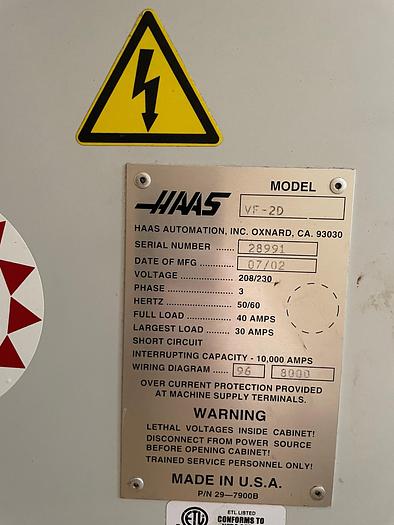 MODEL
HAAS VF-2D
HAAS AUTOMATION, INC. OXNARD, CA. 93030
SERIAL NUMBER ...... 28991
DATE OF MFG ........... 07/02
VOLTAGE ................... 208/230
PHASE ....................... 3
HERTZ ....................... 50/60
FULL LOAD ............... 40 AMPS
LARGEST LOAD ........ 30 AMPS
SHORT CIRCUIT
INTERRUPTING CAPACITY - 10,000 AMPS
WIRING DIAGRAM ...... 96 8000
OVER CURRENT PROTECTION PROVIDED
AT MACHINE SUPPLY TERMINALS.
WARNING
LETHAL VOLTAGES INSIDE CABINET!
DISCONNECT FROM POWER SOURCE
BEFORE OPENING CABINET!
TRAINED SERVICE PERSONNEL ONLY!
MADE IN U.S.A.
P/N 29—7900B
ETL LISTED
CONFORMS TO